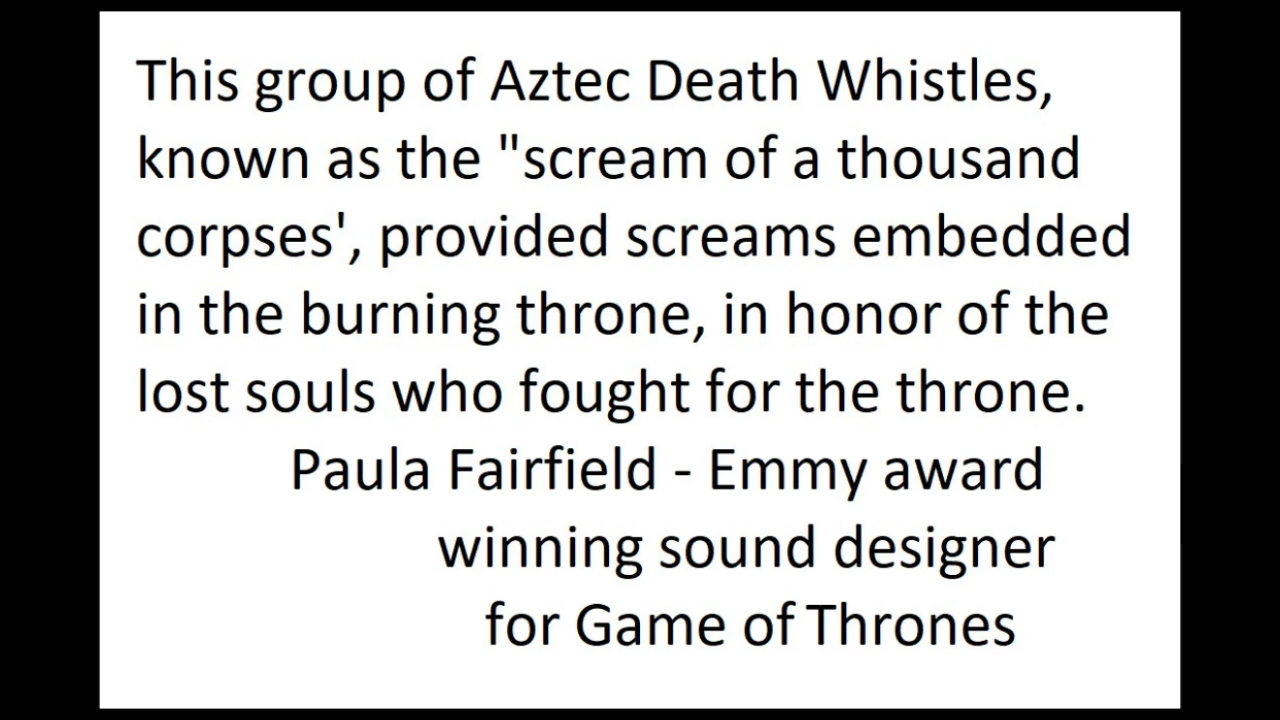 This group of Aztec Death Whistles,
known as the "scream of a thousand
corpses', provided screams embedded
in the burning throne, in honor of the
lost souls who fought for the throne.
Paula Fairfield - Emmy award
winning sound designer
for Game of Thrones